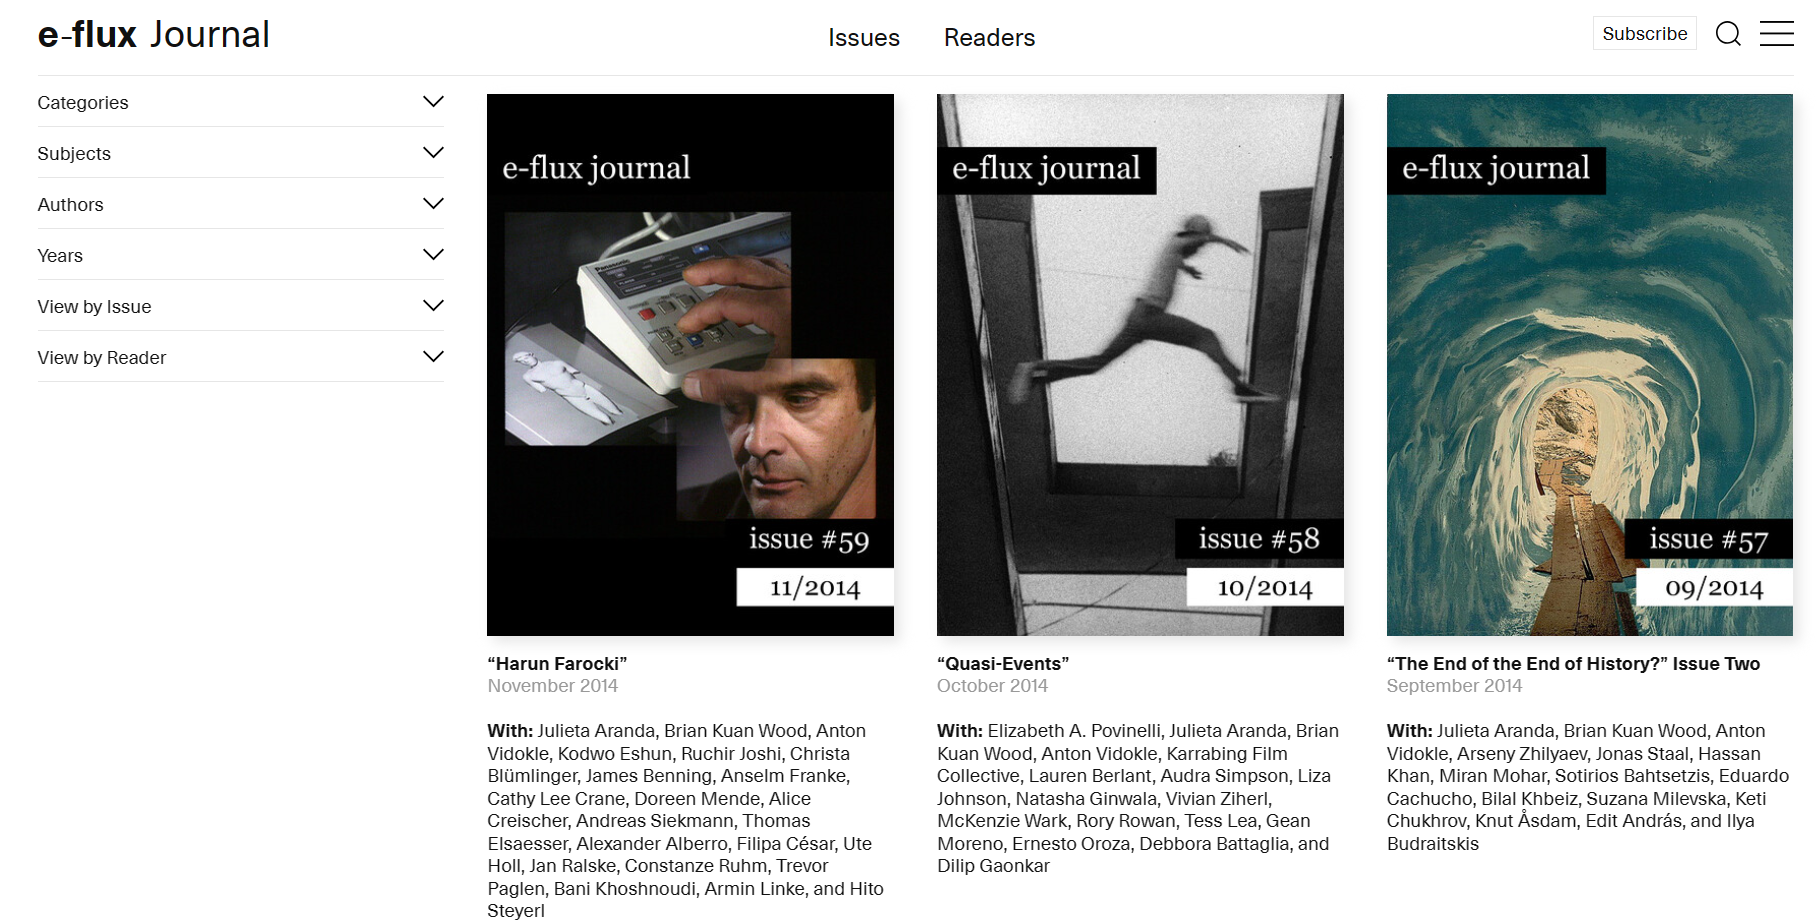 e-flux Journal
Issues
Readers
Subscribe
Categories
Subjects
Authors
Years
View by Issue
View by Reader
e-flux journal
Panasonic
issue #59
11/2014
“Harun Farocki”
November 2014
With: Julieta Aranda, Brian Kuan Wood, Anton
Vidokle, Kodwo Eshun, Ruchir Joshi, Christa
Blümlinger, James Benning, Anselm Franke,
Cathy Lee Crane, Doreen Mende, Alice
Creischer, Andreas Siekmann, Thomas
Elsaesser, Alexander Alberro, Filipa César, Ute
Holl, Jan Ralske, Constanze Ruhm, Trevor
Paglen, Bani Khoshnoudi, Armin Linke, and Hito
Steyerl
e-flux journal
issue #58
10/2014
“Quasi-Events”
October 2014
With: Elizabeth A. Povinelli, Julieta Aranda, Brian
Kuan Wood, Anton Vidokle, Karrabing Film
Collective, Lauren Berlant, Audra Simpson, Liza
Johnson, Natasha Ginwala, Vivian Ziherl,
McKenzie Wark, Rory Rowan, Tess Lea, Gean
Moreno, Ernesto Oroza, Debbora Battaglia, and
Dilip Gaonkar
e-flux journal
issue #57
09/2014
“The End of the End of History?” Issue Two
September 2014
With: Julieta Aranda, Brian Kuan Wood, Anton
Vidokle, Arseny Zhilyaev, Jonas Staal, Hassan
Khan, Miran Mohar, Sotirios Bahtsetzis, Eduardo
Cachucho, Bilal Khbeiz, Suzana Milevska, Keti
Chukhrov, Knut Åsdam, Edit András, and Ilya
Budraitskis